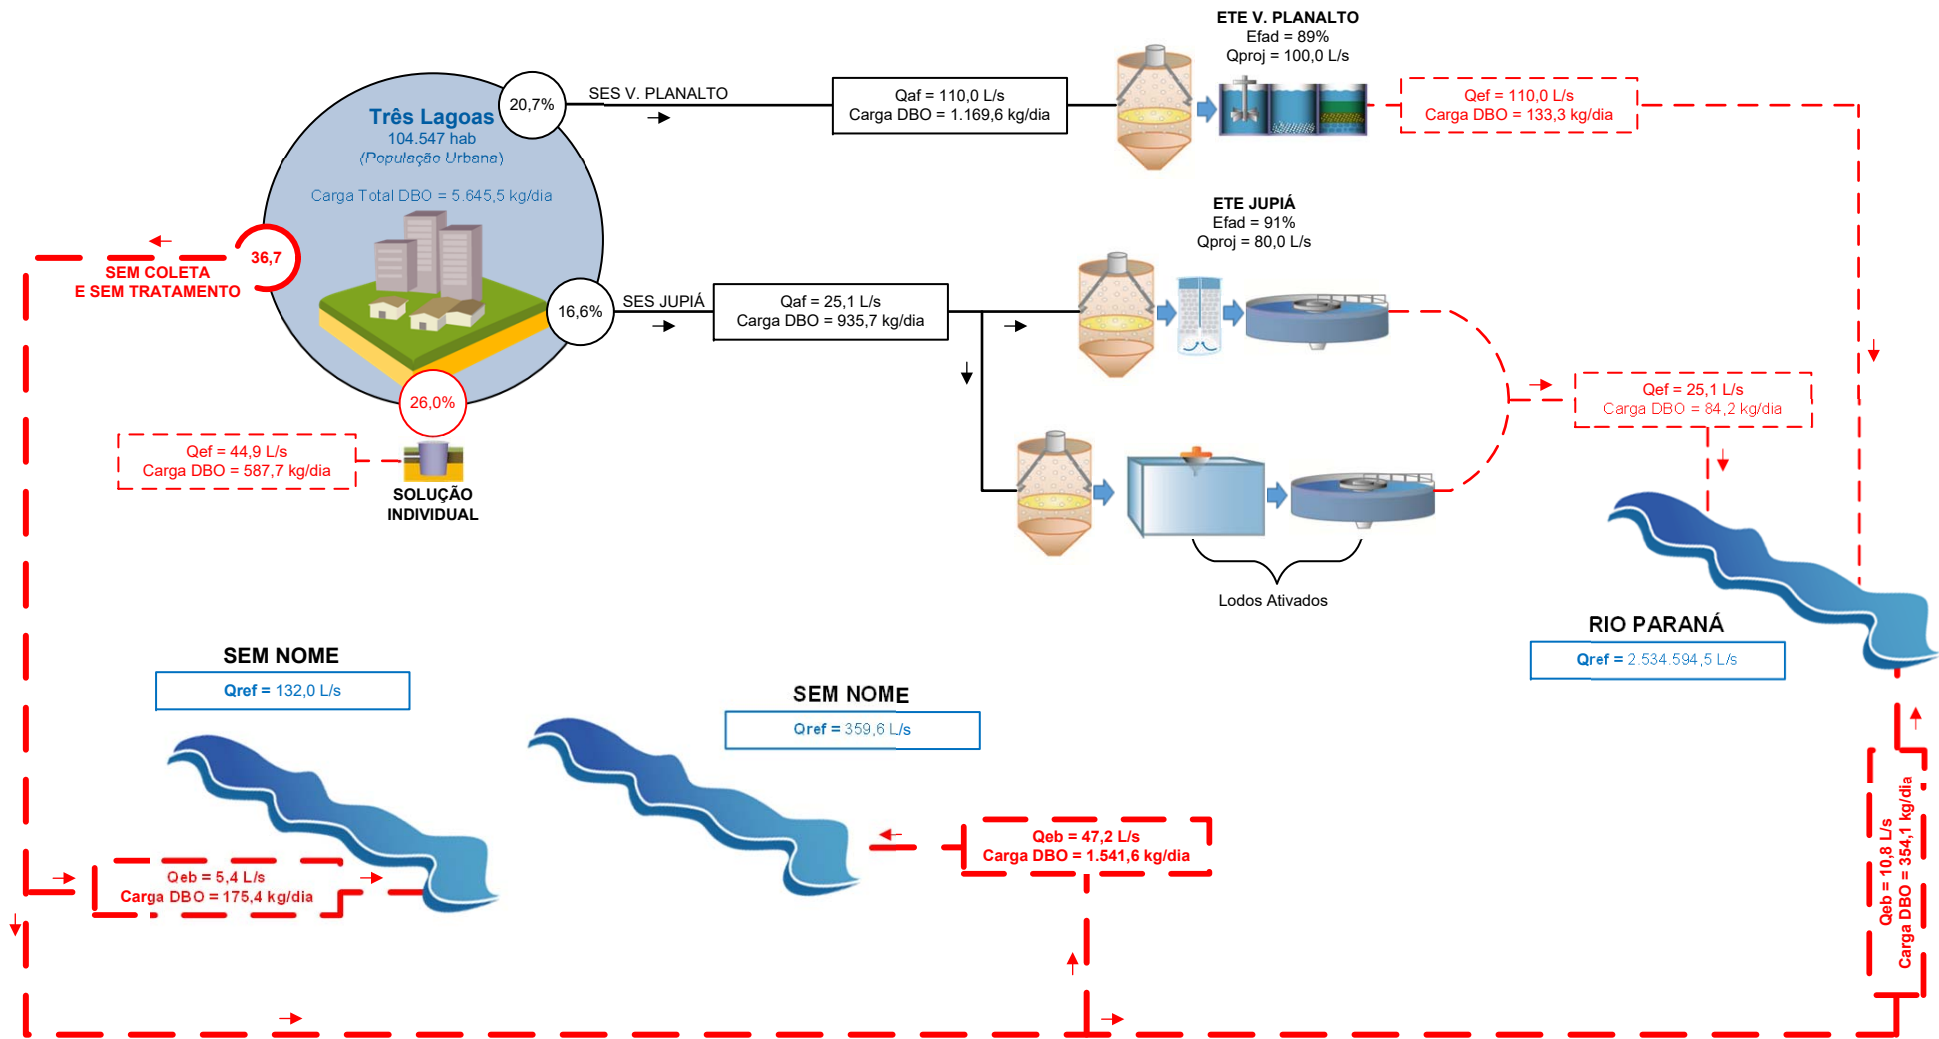 ETE V. PLANALTO
Efad = 89%
Qproj = 100,0 L/s
20,7%
SES V. PLANALTO
Qaf = 110,0 L/s
Carga DBO = 1.169,6 kg/dia
Qef = 110,0 L/s
Carga DBO = 133,3 kg/dia
Três Lagoas
104.547 hab
(População Urbana)
Carga Total DBO = 5.645,5 kg/dia
ETE JUPIÁ
Efad = 91%
Qproj = 80,0 L/s
36,7
SEM COLETA
E SEM TRATAMENTO
16,6%
SES JUPIÁ
Qaf = 25,1 L/s
Carga DBO = 935,7 kg/dia
Qef = 25,1 L/s
Carga DBO = 84,2 kg/dia
26,0%
Qef = 44,9 L/s
Carga DBO = 587,7 kg/dia
SOLUÇÃO
INDIVIDUAL
Lodos Ativados
RIO PARANÁ
Qref = 2.534.594,5 L/s
SEM NOME
Qref = 132,0 L/s
SEM NOME
Qref = 359,6 L/s
Qeb = 47,2 L/s
Carga DBO = 1.541,6 kg/dia
Qeb = 5,4 L/s
Carga DBO = 175,4 kg/dia
Qeb = 10,8 L/s
Carga DBO = 354,1 kg/dia